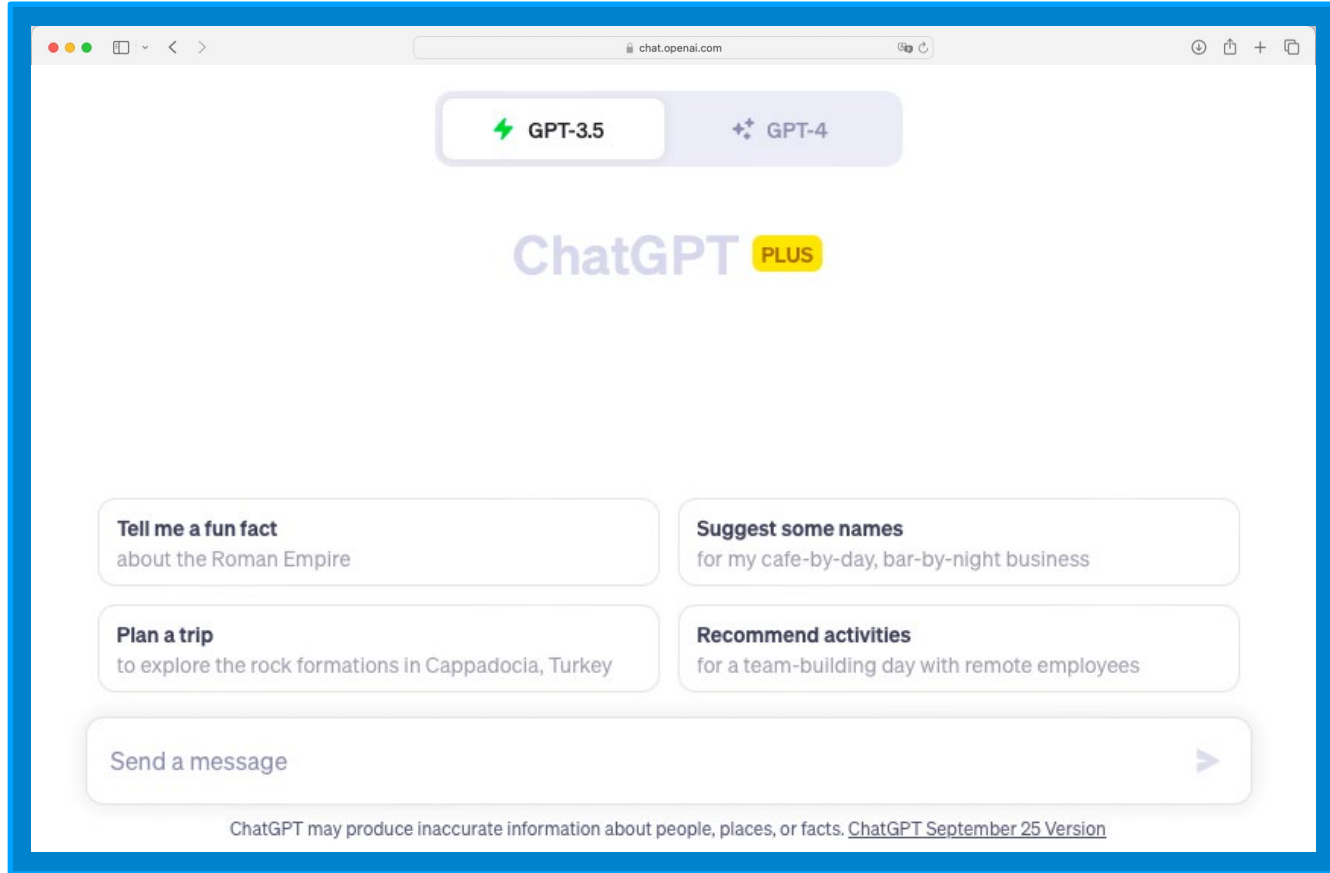 chat.openai.com
GPT-3.5 GPT-4
ChatGPT PLUS
Tell me a fun fact
about the Roman Empire
Suggest some names
for my cafe-by-day, bar-by-night business
Plan a trip
to explore the rock formations in Cappadocia, Turkey
Recommend activities
for a team-building day with remote employees
Send a message
ChatGPT may produce inaccurate information about people, places, or facts. ChatGPT September 25 Version